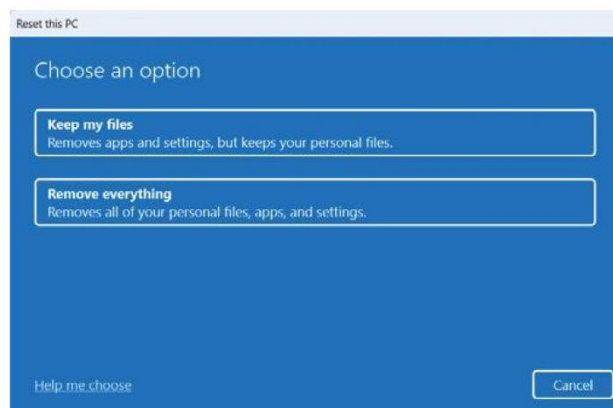 Reset this PC
Choose an option
Keep my files
Removes apps and settings, but keeps your personal files.
Remove everything
Removes all of your personal files, apps, and settings.
Help me choose
Cancel